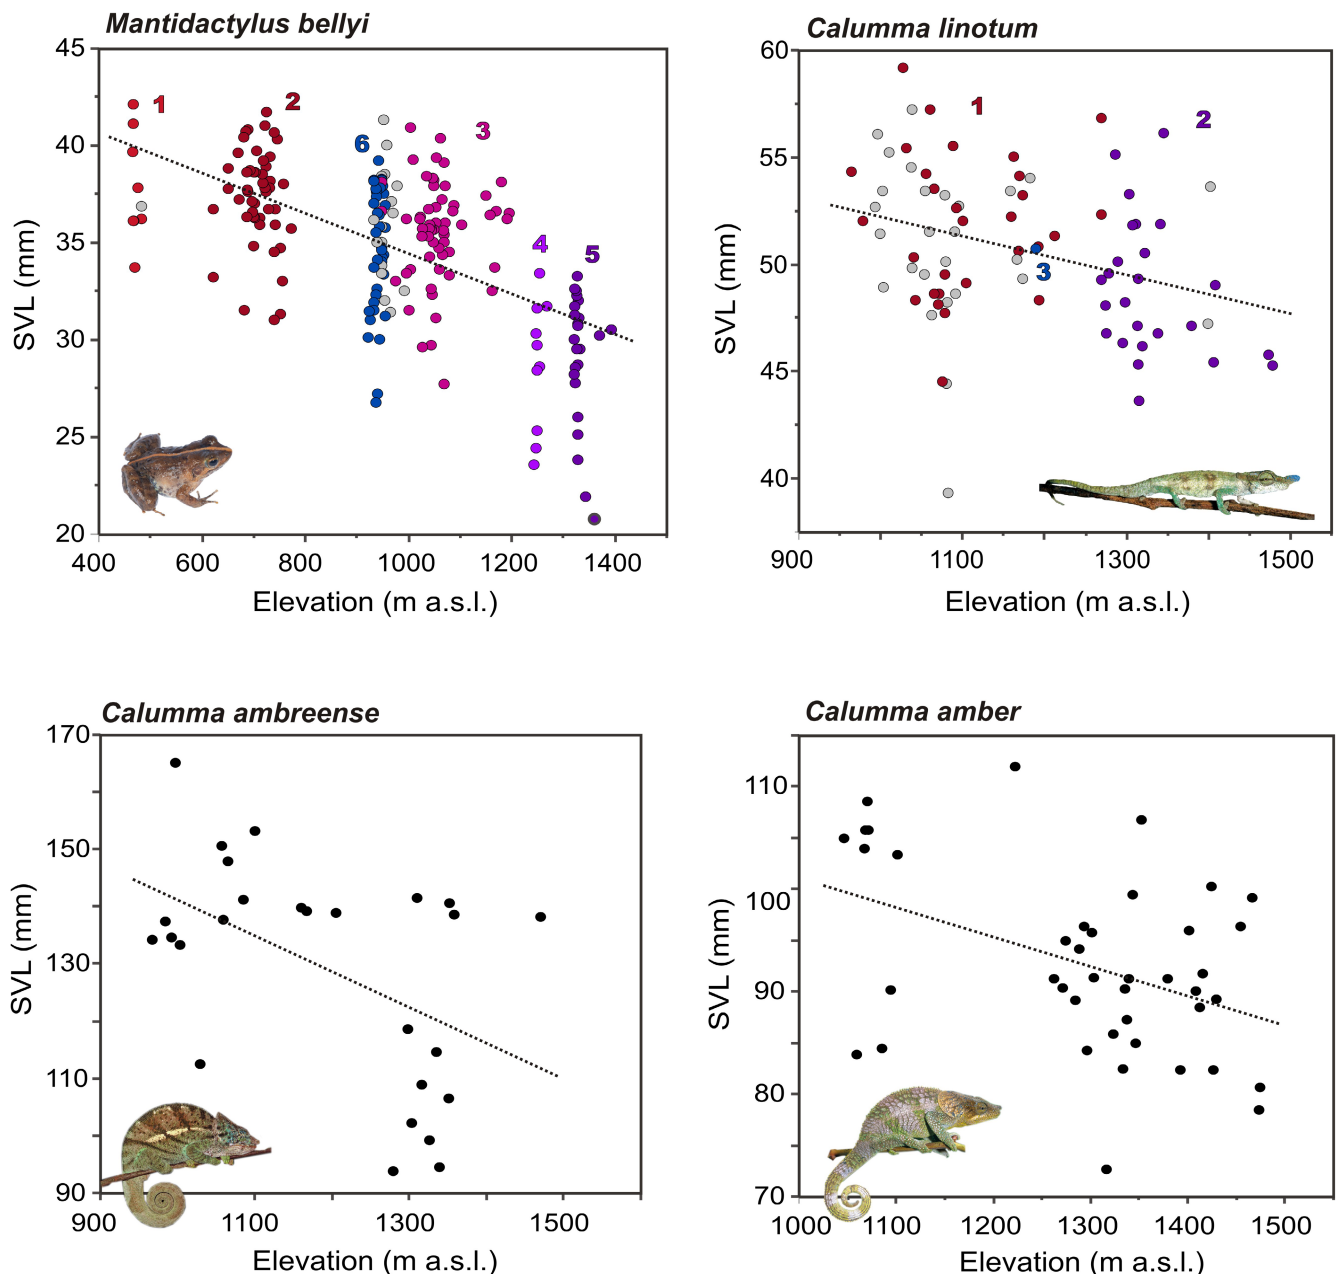 Mantidactylus bellyi
45
40
35
30
25
20
SVL (mm)
1
2
6
3
4
5
400 600 800 1000 1200 1400
Elevation (m a.s.l.)
Calumma linotum
60
55
50
45
40
SVL (mm)
1
2
3
900 1100 1300 1500
Elevation (m a.s.l.)
Calumma ambreense
170
150
130
110
90
SVL (mm)
900 1100 1300 1500
Elevation (m a.s.l.)
Calumma amber
110
100
90
80
70
SVL (mm)
1000 1100 1200 1300 1400 1500
Elevation (m a.s.l.)